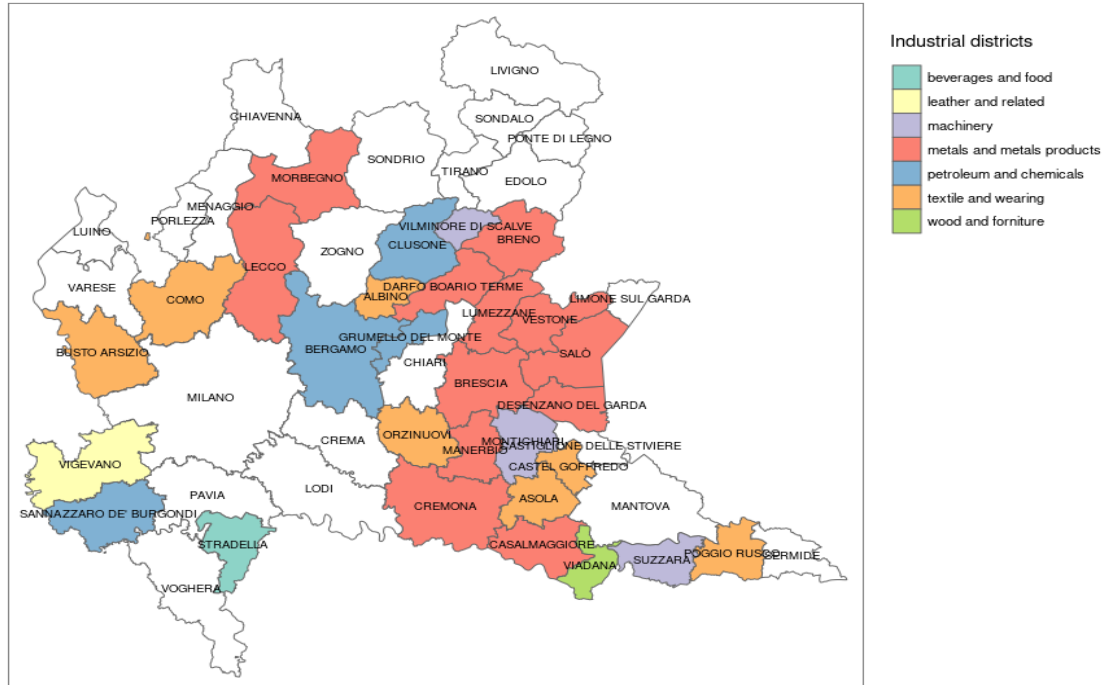 Industrial districts
beverages and food
leather and related
machinery
metals and metals products
petroleum and chemicals
textile and wearing
wood and forniture
LIVIGNO
CHIAVENNA
SONDALO
PONTE DI LEGNO
SONDRIO
TIRANO
MORBEGNO
EDOLO
MENAGGIO
PORLEZZA
LUINO
VILMINORE DI SCALVE
BRENO
CLUSONE
ZOGNO
LECCO
VARESE
DARFO BOARIO TERME
ALBINO
COMO
LIMONE SUL GARDA
LUMEZZANE
VESTONE
GRUMELLO DEL MONTE
BERGAMO
BUSTO ARSIZIO
SALÒ
CHIARI
BRESCIA
MILANO
DESENZANO DEL GARDA
ORZINUOVI
CREMA
MONTICHIARI
CASTIGLIONE DELLE STIVIERE
MANERBIO
VIGEVANO
CASTEL GOFFREDO
LODI
PAVIA
ASOLA
CREMONA
MANTOVA
SANNAZZARO DE' BURGONDI
STRADELLA
CASALMAGGIORE
POGGIO RUSCO
SERMIDE
SUZZARA
VIADANA
VOGHERA